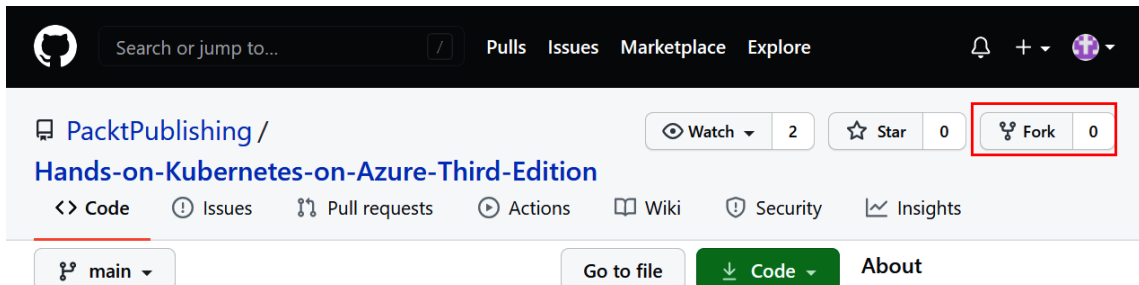 Search or jump to... / Pulls Issues Marketplace Explore
PacktPublishing / Watch 2 Star 0 Fork 0
Hands-on-Kubernetes-on-Azure-Third-Edition
<> Code Issues Pull requests Actions Wiki Security Insights
main Go to file Code About